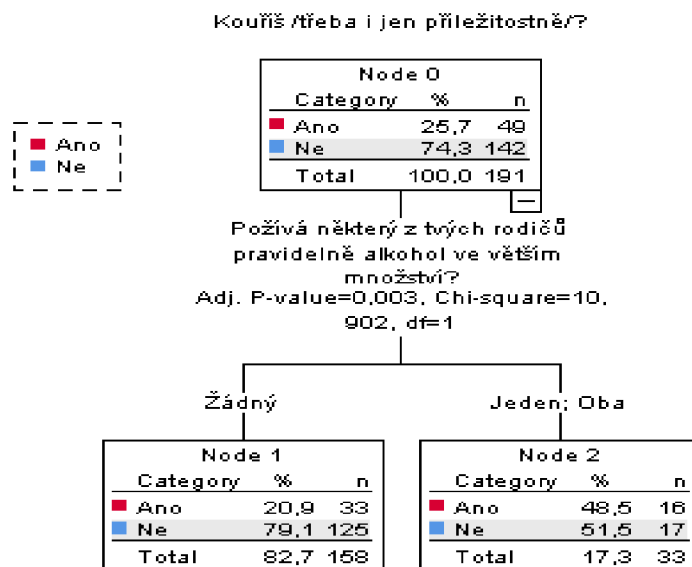 Kouříš /třeba i jen příležitostně/?
Node 0
Category % n
Ano 25,7 49
Ne 74,3 142
Total 100,0 191
Ano
Ne
Požívá některý z tvých rodičů
pravidelně alkohol ve větším
množství?
Adj. P-value=0,003, Chi-square=10,
902, df=1
Žádný
Jeden; Oba
Node 1
Category % n
Ano 20,9 33
Ne 79,1 125
Total 82,7 158
Node 2
Category % n
Ano 48,5 16
Ne 51,5 17
Total 17,3 33